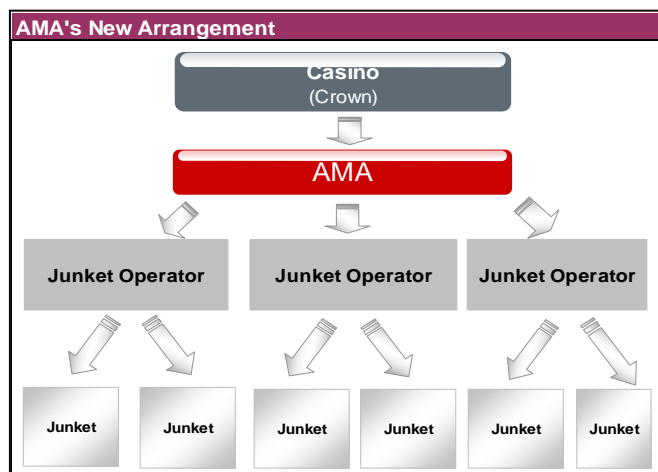 AMA's New Arrangement
Casino
(Crown)
AMA
Junket Operator Junket Operator Junket Operator
Junket Junket Junket Junket Junket Junket